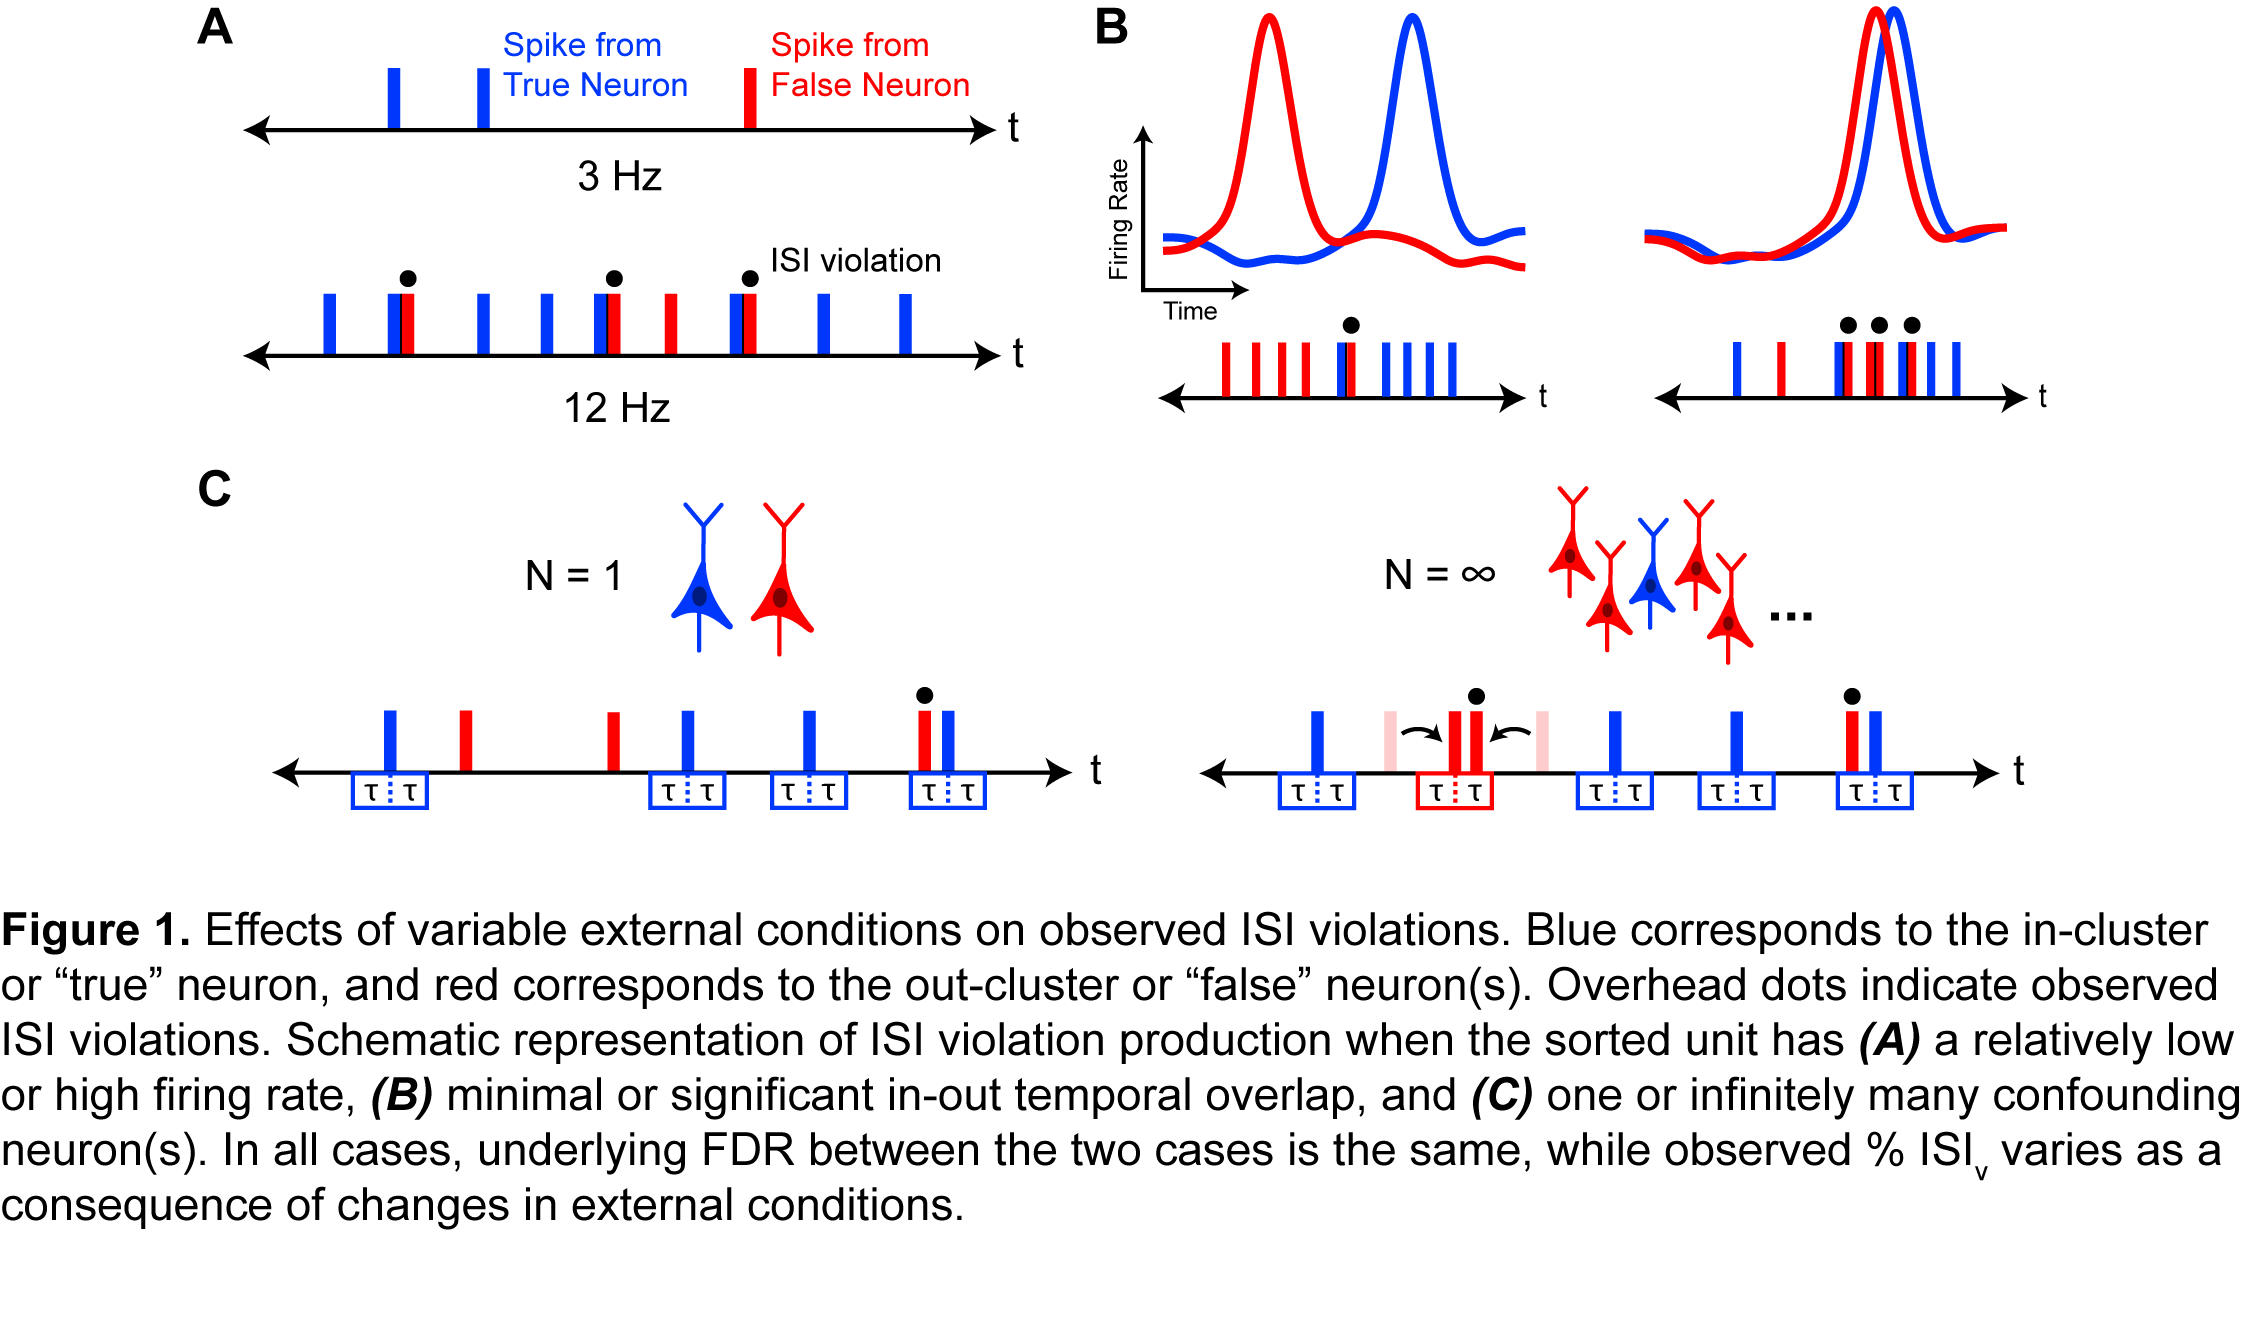 A
Spike from
True Neuron
Spike from
False Neuron
t
3 Hz
ISI violation
t
12 Hz
B
Firing Rate
Time
t
t
C
N = 1
N = ∞
...
t
τ τ
τ τ
τ τ
τ τ
t
τ τ
τ τ
τ τ
τ τ
τ τ
Figure 1. Effects of variable external conditions on observed ISI violations. Blue corresponds to the in-cluster
or “true” neuron, and red corresponds to the out-cluster or “false” neuron(s). Overhead dots indicate observed
ISI violations. Schematic representation of ISI violation production when the sorted unit has (A) a relatively low
or high firing rate, (B) minimal or significant in-out temporal overlap, and (C) one or infinitely many confounding
neuron(s). In all cases, underlying FDR between the two cases is the same, while observed % ISIv varies as a
consequence of changes in external conditions.